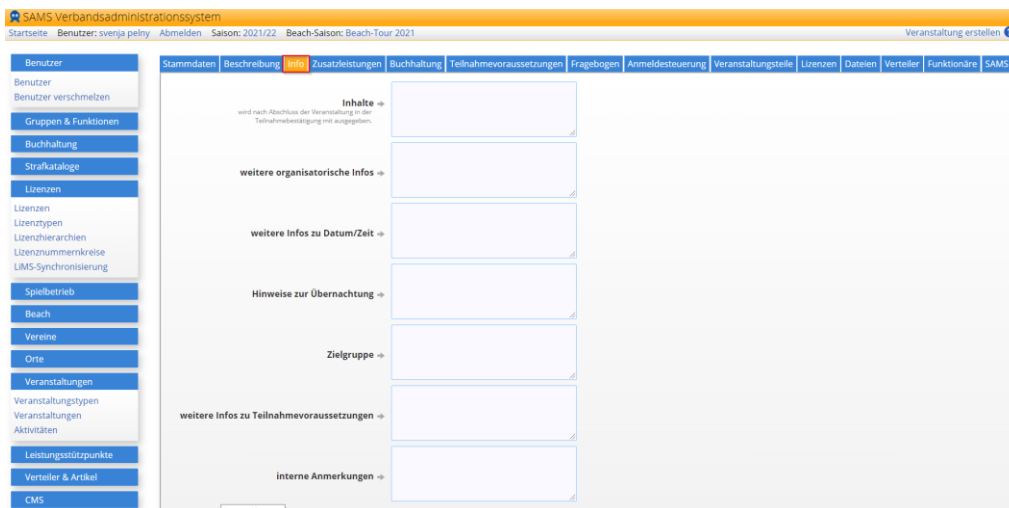 SAMS Verbandsadministrationssystem
Startseite Benutzer: svenja pelny Abmelden Saison: 2021/22 Beach-Saison: Beach-Tour 2021 Veranstaltung erstellen
Benutzer
Benutzer
Benutzer verschmelzen
Gruppen & Funktionen
Buchhaltung
Strafkataloge
Lizenzen
Lizenzen
Lizenztypen
Lizenzhierarchien
Lizenznummernkreise
LiMS-Synchronisierung
Spielbetrieb
Beach
Vereine
Orte
Veranstaltungen
Veranstaltungstypen
Veranstaltungen
Aktivitäten
Leistungsstützpunkte
Verteiler & Artikel
CMS
Stammdaten Beschreibung Info Zusatzleistungen Buchhaltung Teilnahmevoraussetzungen Fragebogen Anmeldesteuerung Veranstaltungsteile Lizenzen Dateien Verteiler Funktionäre SAMS
Inhalte
wird nach Abschluss der Veranstaltung in der
Teilnahmebestätigung mit ausgegeben.
weitere organisatorische Infos
weitere Infos zu Datum/Zeit
Hinweise zur Übernachtung
Zielgruppe
weitere Infos zu Teilnahmevoraussetzungen
interne Anmerkungen